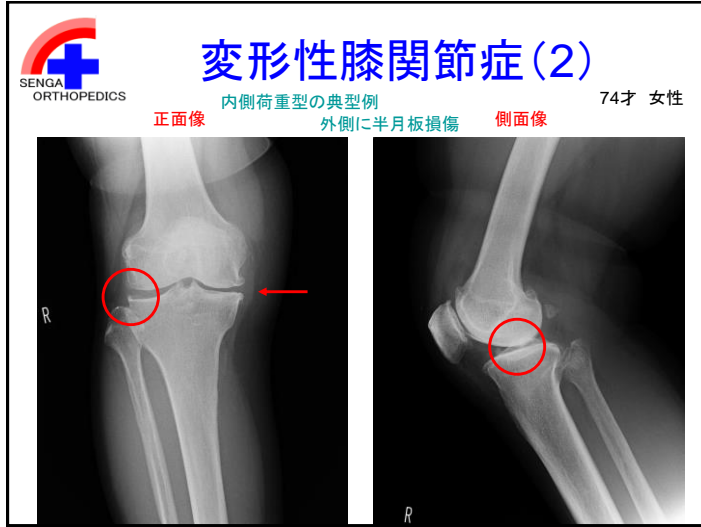 SENGA
ORTHOPEDICS
変形性膝関節症(2)
内側荷重型の典型例
74才 女性
正面像
外側に半月板損傷
側面像
R
R